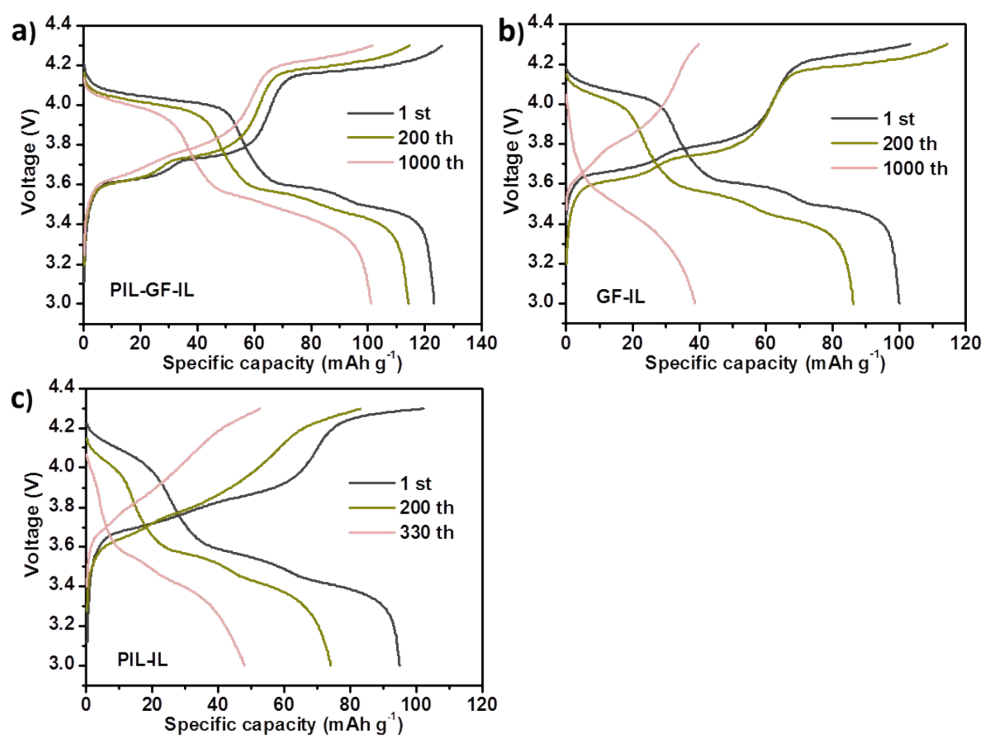 a)
4.4
4.2
4.0
3.8
3.6
3.4
3.2
3.0
Voltage (V)
1 st
200 th
1000 th
PIL-GF-IL
0 20 40 60 80 100 120 140
Specific capacity (mAh g⁻¹)
b)
4.4
4.2
4.0
3.8
3.6
3.4
3.2
3.0
Voltage (V)
1 st
200 th
1000 th
GF-IL
0 20 40 60 80 100 120
Specific capacity (mAh g⁻¹)
c)
4.4
4.2
4.0
3.8
3.6
3.4
3.2
3.0
Voltage (V)
1 st
200 th
330 th
PIL-IL
0 20 40 60 80 100 120
Specific capacity (mAh g⁻¹)